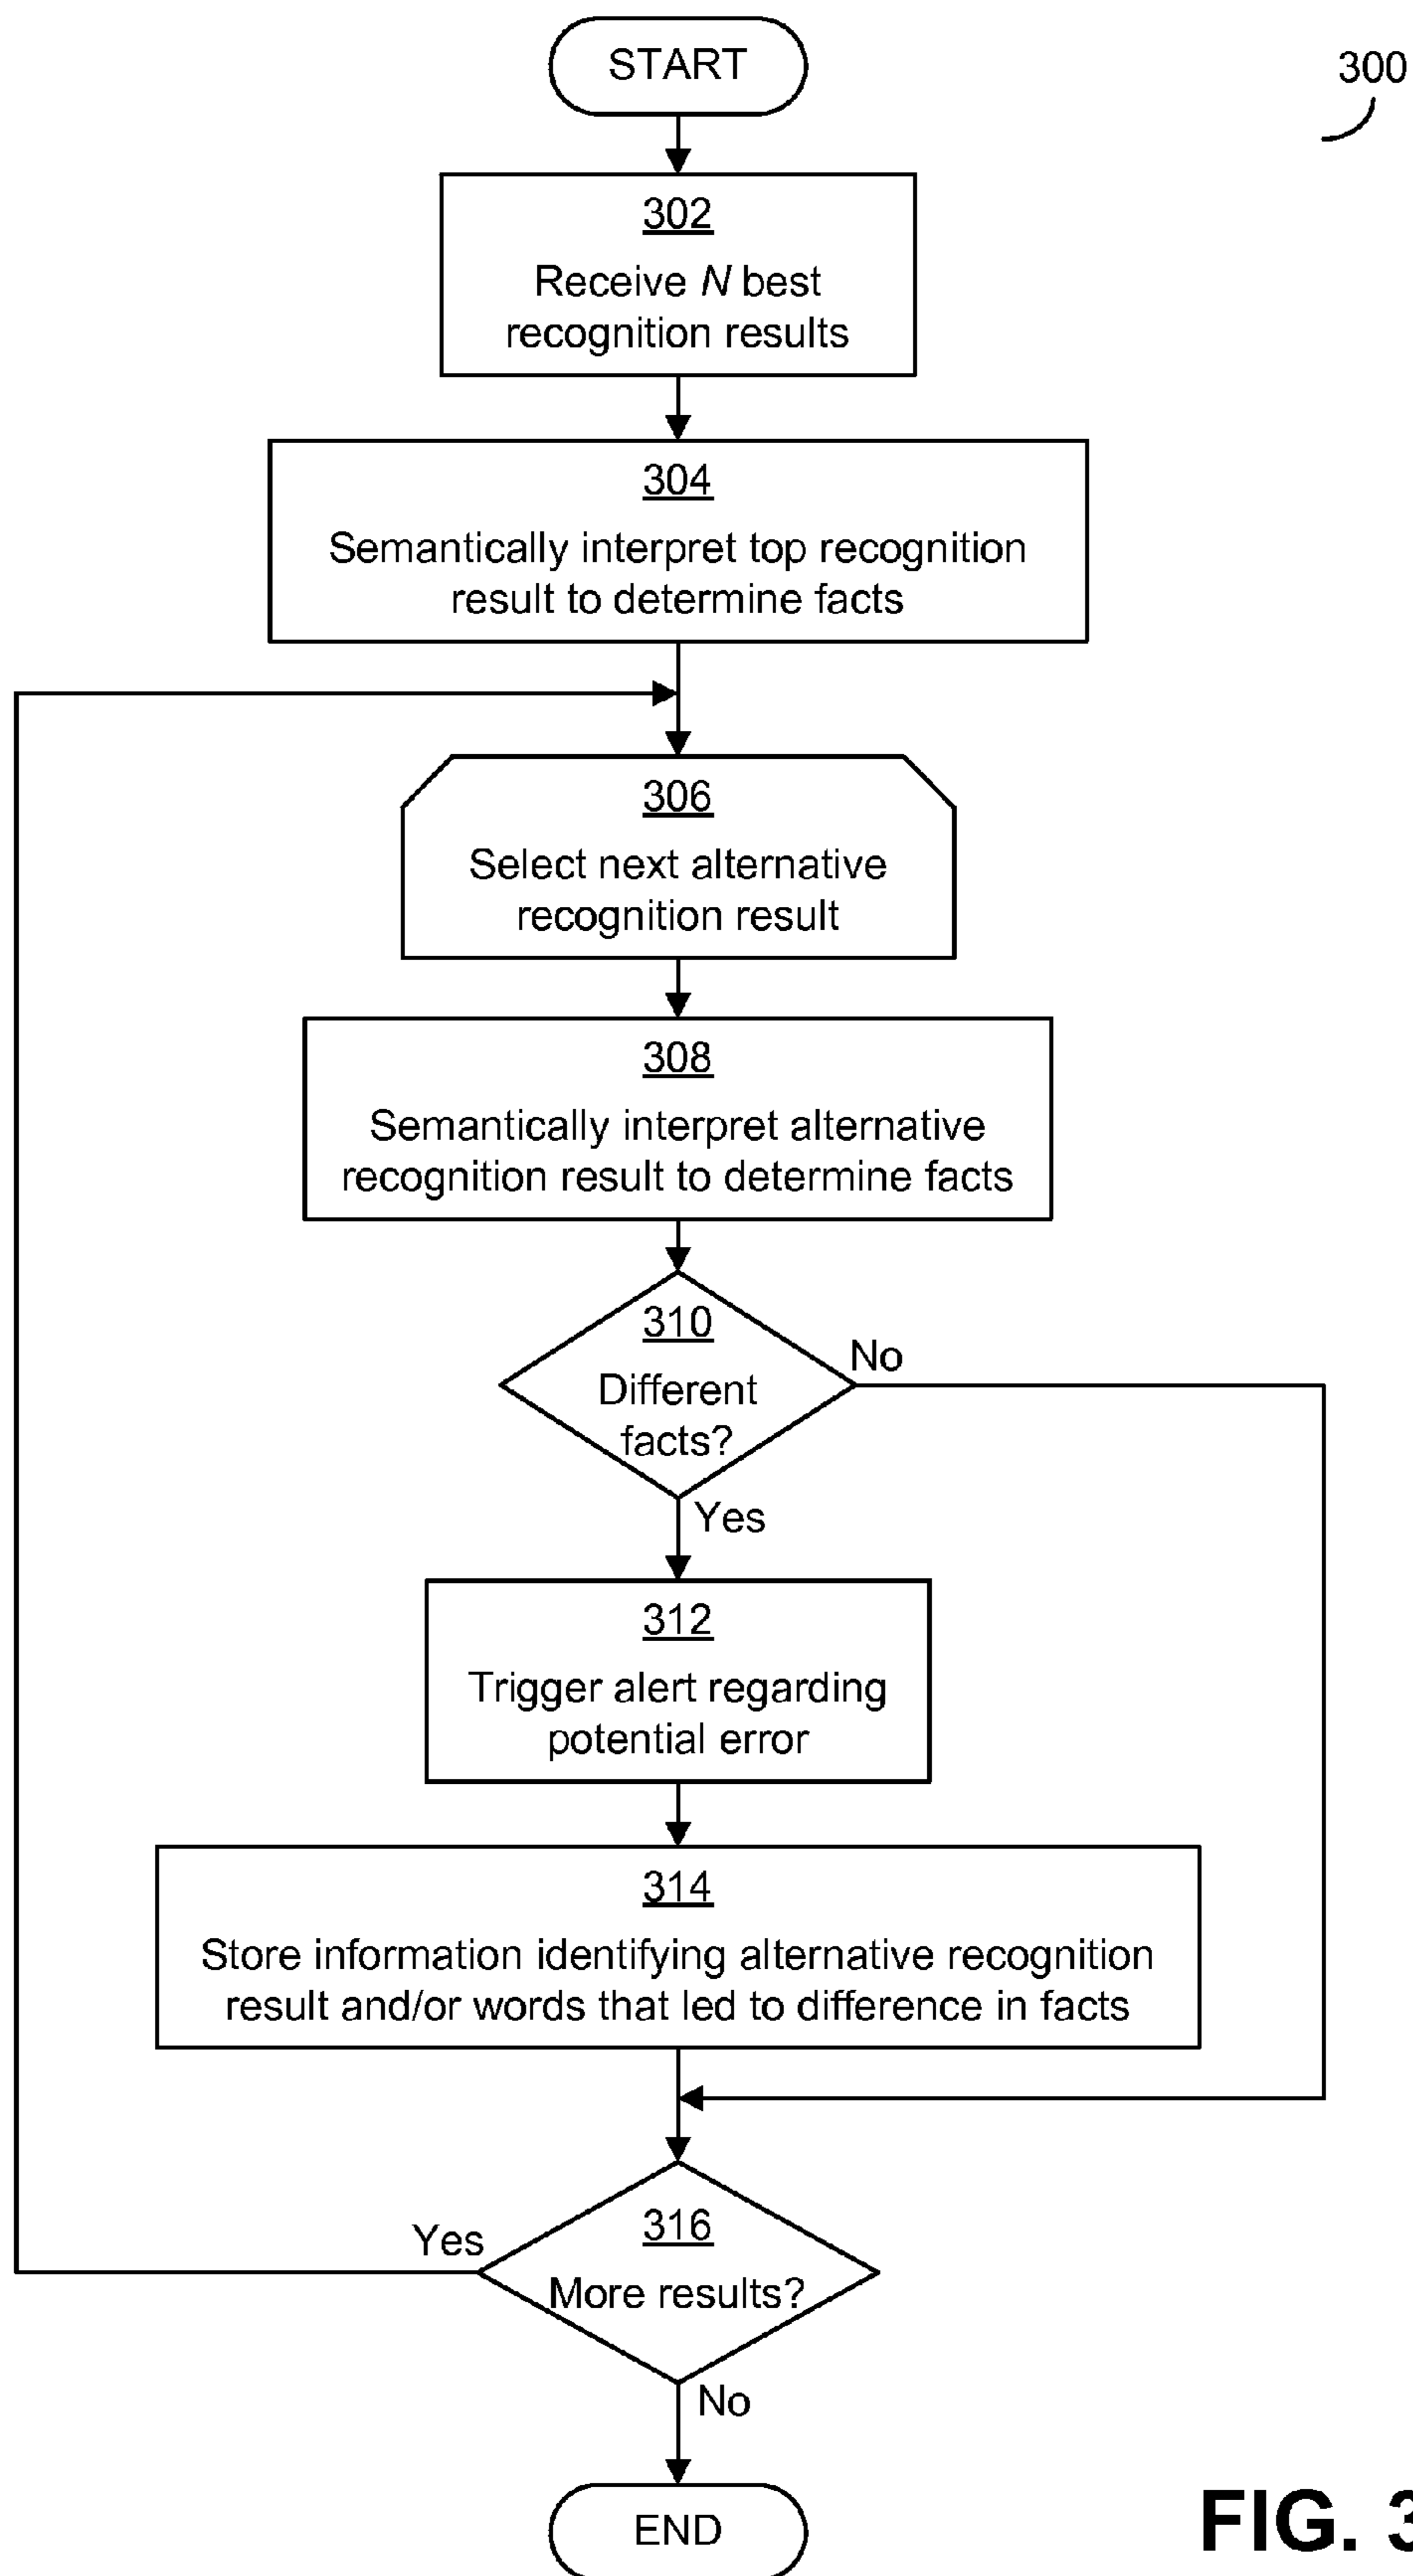 START
300
302
Receive N best
recognition results
304
Semantically interpret top recognition
result to determine facts
306
Select next alternative
recognition result
308
Semantically interpret alternative
recognition result to determine facts
310
Different
facts?
No
Yes
312
Trigger alert regarding
potential error
314
Store information identifying alternative recognition
result and/or words that led to difference in facts
316
More results?
Yes
No
END
FIG. 3